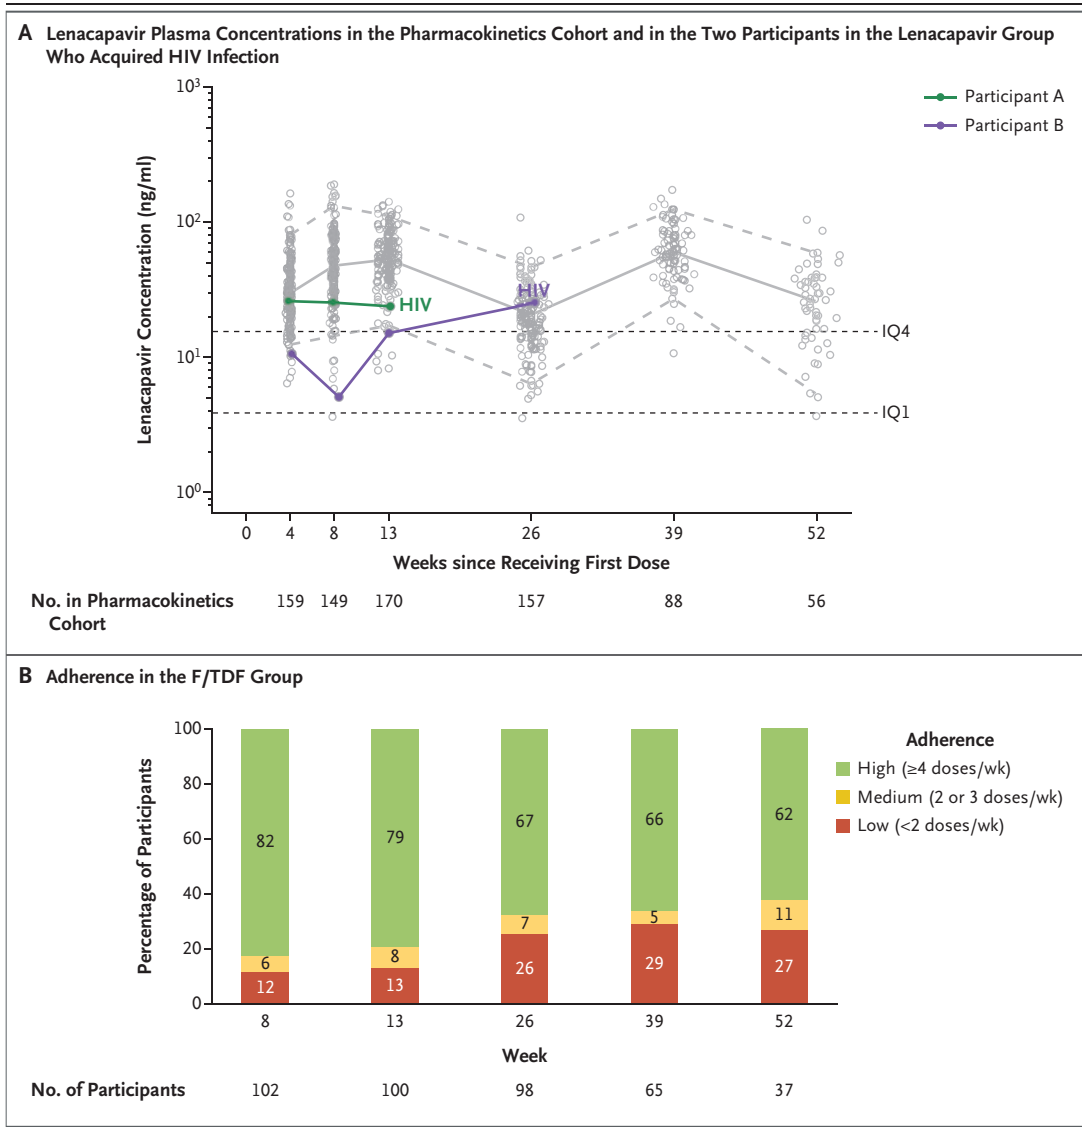 A Lenacapavir Plasma Concentrations in the Pharmacokinetics Cohort and in the Two Participants in the Lenacapavir Group
Who Acquired HIV Infection
Participant A
Participant B
Lenacapavir Concentration (ng/ml)
10³
10²
10¹
10⁰
HIV
HIV
IQ4
IQ1
0 4 8 13 26 39 52
Weeks since Receiving First Dose
No. in Pharmacokinetics
Cohort
159 149 170 157 88 56
B Adherence in the F/TDF Group
Percentage of Participants
100
80
60
40
20
0
82 79 67 66 62
6 8 7 5 11
12 13 26 29 27
Adherence
High (≥4 doses/wk)
Medium (2 or 3 doses/wk)
Low (<2 doses/wk)
8 13 26 39 52
Week
No. of Participants 102 100 98 65 37